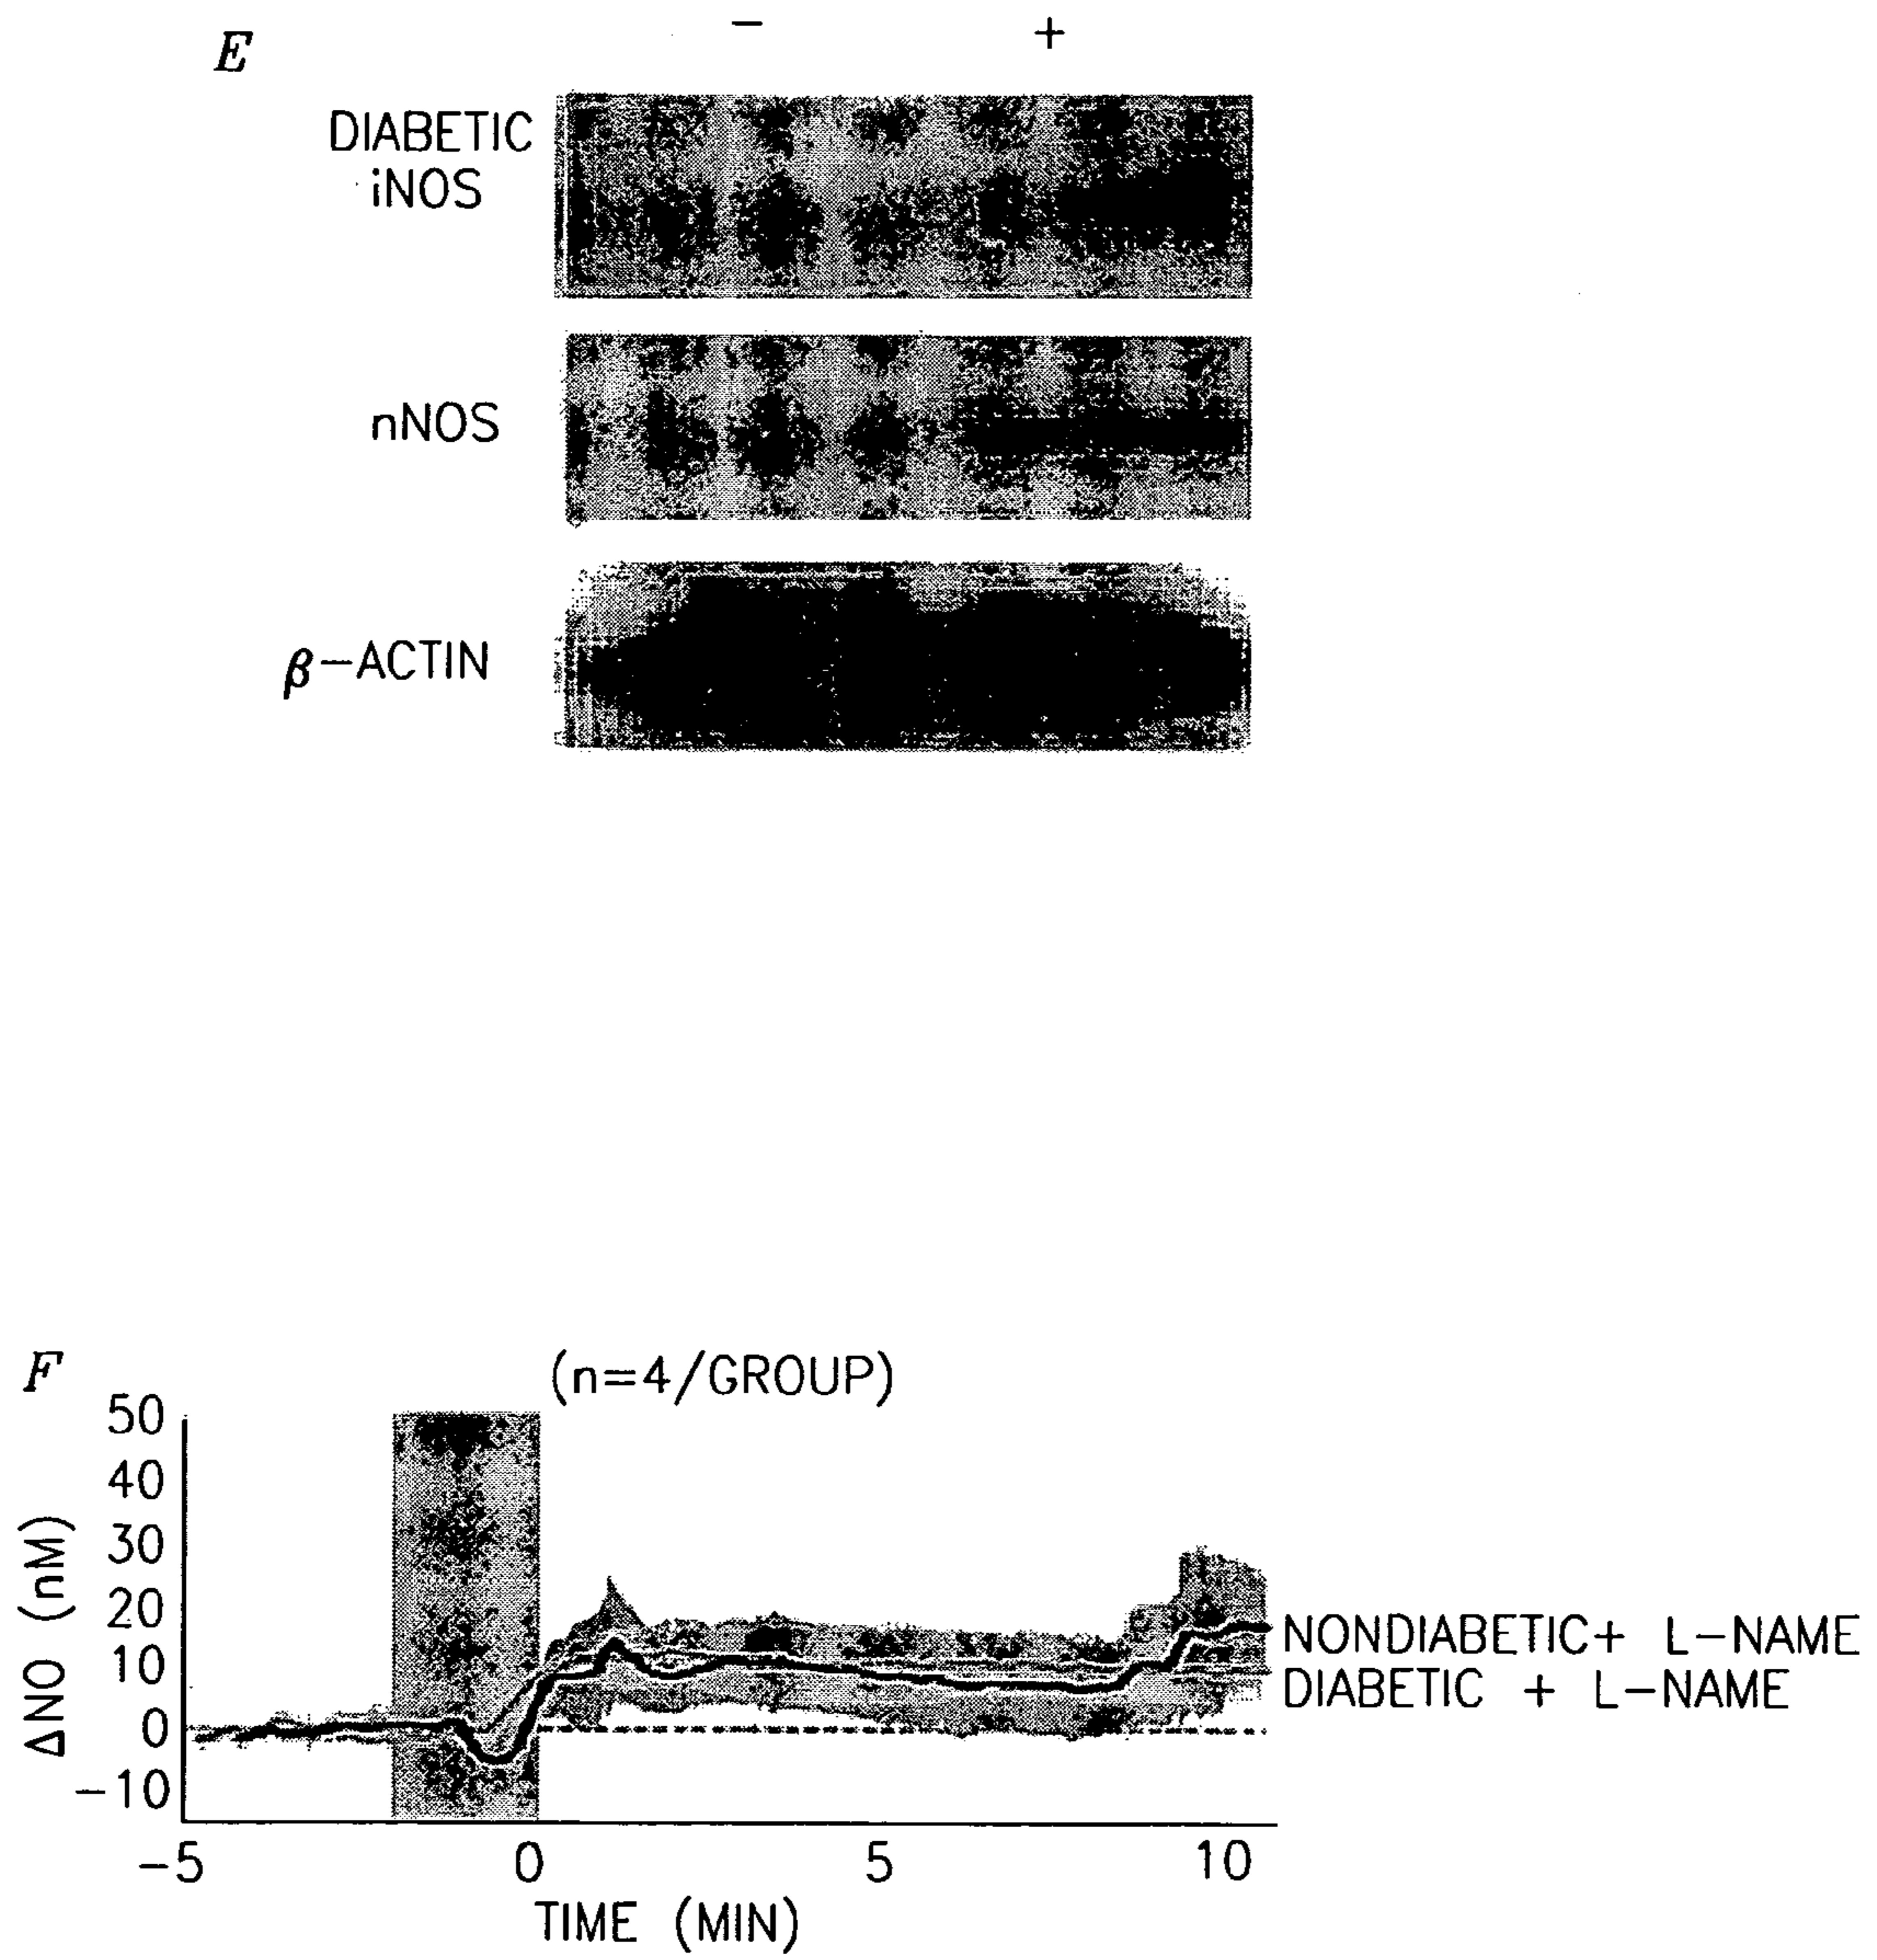 E
− +
DIABETIC
iNOS
nNOS
β−ACTIN
F
(n=4/GROUP)
50
40
30
20
10
0
−10
ΔNO (nM)
NONDIABETIC+ L−NAME
DIABETIC + L−NAME
−5 0 5 10
TIME (MIN)